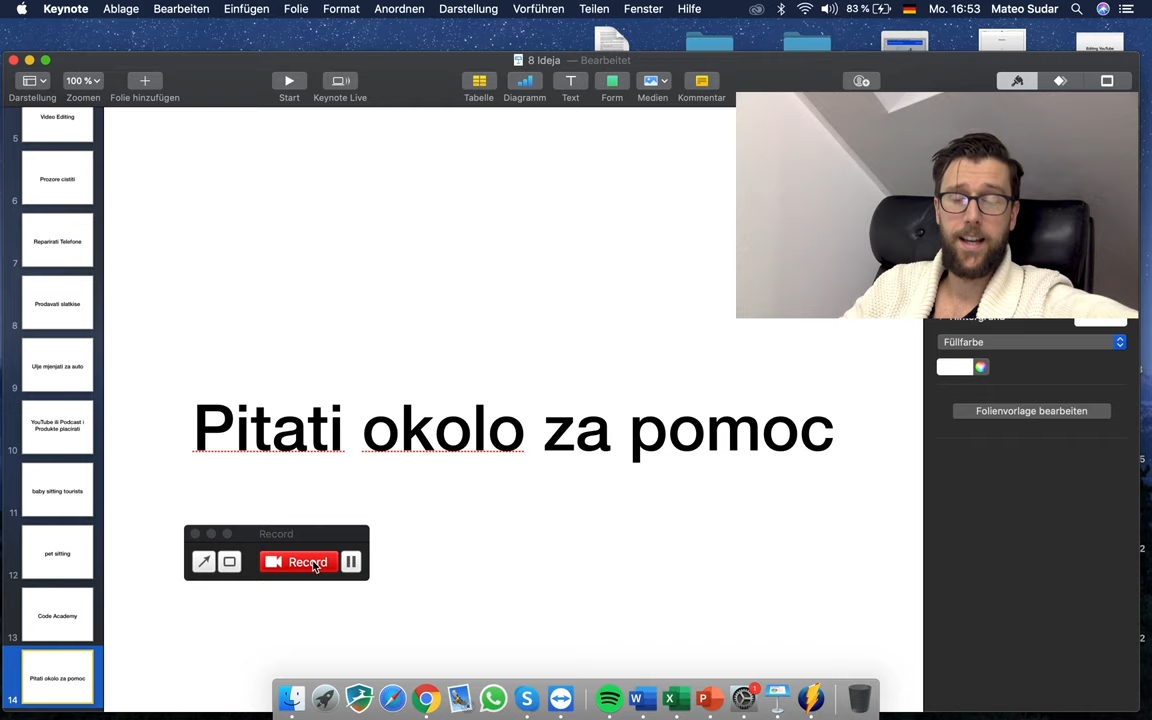 Keynote Ablage Bearbeiten Einfügen Folie Format Anordnen Darstellung Vorführen Teilen Fenster Hilfe 83 % Mo. 16:53 Mateo Sudar
8 Ideja — Bearbeitet
100 %
Darstellung Zoomen Folie hinzufügen Start Keynote Live Tabelle Diagramm Text Form Medien Kommentar
Editing YouTube
5 Video Editing
6 Prozore cistiti
7 Reparirati Telefone
8 Prodavati slatkise
9 Ulje mjenjati za auto
10 YouTube ili Podcast i
Produkte placirati
11 baby sitting tourists
12 pet sitting
13 Code Academy
14 Pitati okolo za pomoc
Pitati okolo za pomoc
Record
Record
Füllfarbe
Folienvorlage bearbeiten